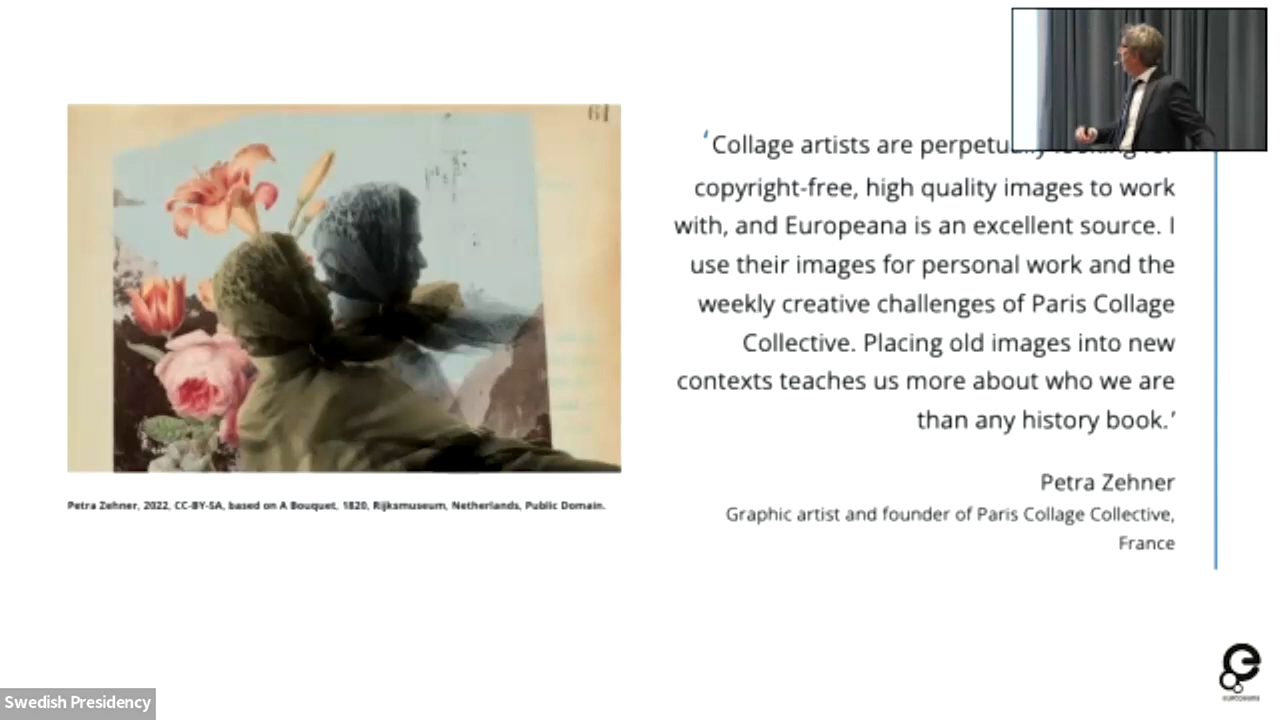 61
‘Collage artists are perpetually looking for
copyright-free, high quality images to work
with, and Europeana is an excellent source. I
use their images for personal work and the
weekly creative challenges of Paris Collage
Collective. Placing old images into new
contexts teaches us more about who we are
than any history book.’
Petra Zehner, 2022, CC-BY-SA, based on A Bouquet, 1820, Rijksmuseum, Netherlands, Public Domain.
Petra Zehner
Graphic artist and founder of Paris Collage Collective,
France
europeana
Swedish Presidency